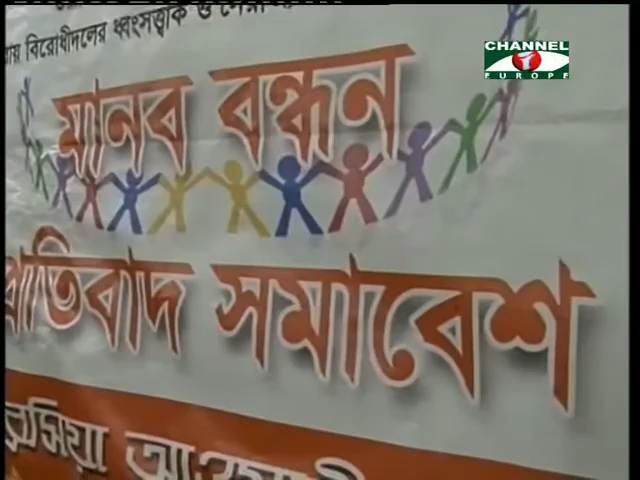 CHANNEL
i
EUROPE
বিরোধীদলের ধ্বংসাত্মক ও
মানব বন্ধন
প্রতিবাদ সমাবেশ